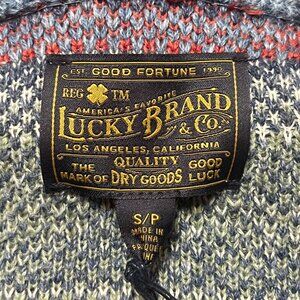 EST. GOOD FORTUNE 1990
REG ™
AMERICA'S FAVORITE
LUCKY BRAND
& Co.
LOS ANGELES, CALIFORNIA
QUALITY
THE GOOD
MARK OF DRY GOODS LUCK
S/P
MADE IN
CHINA